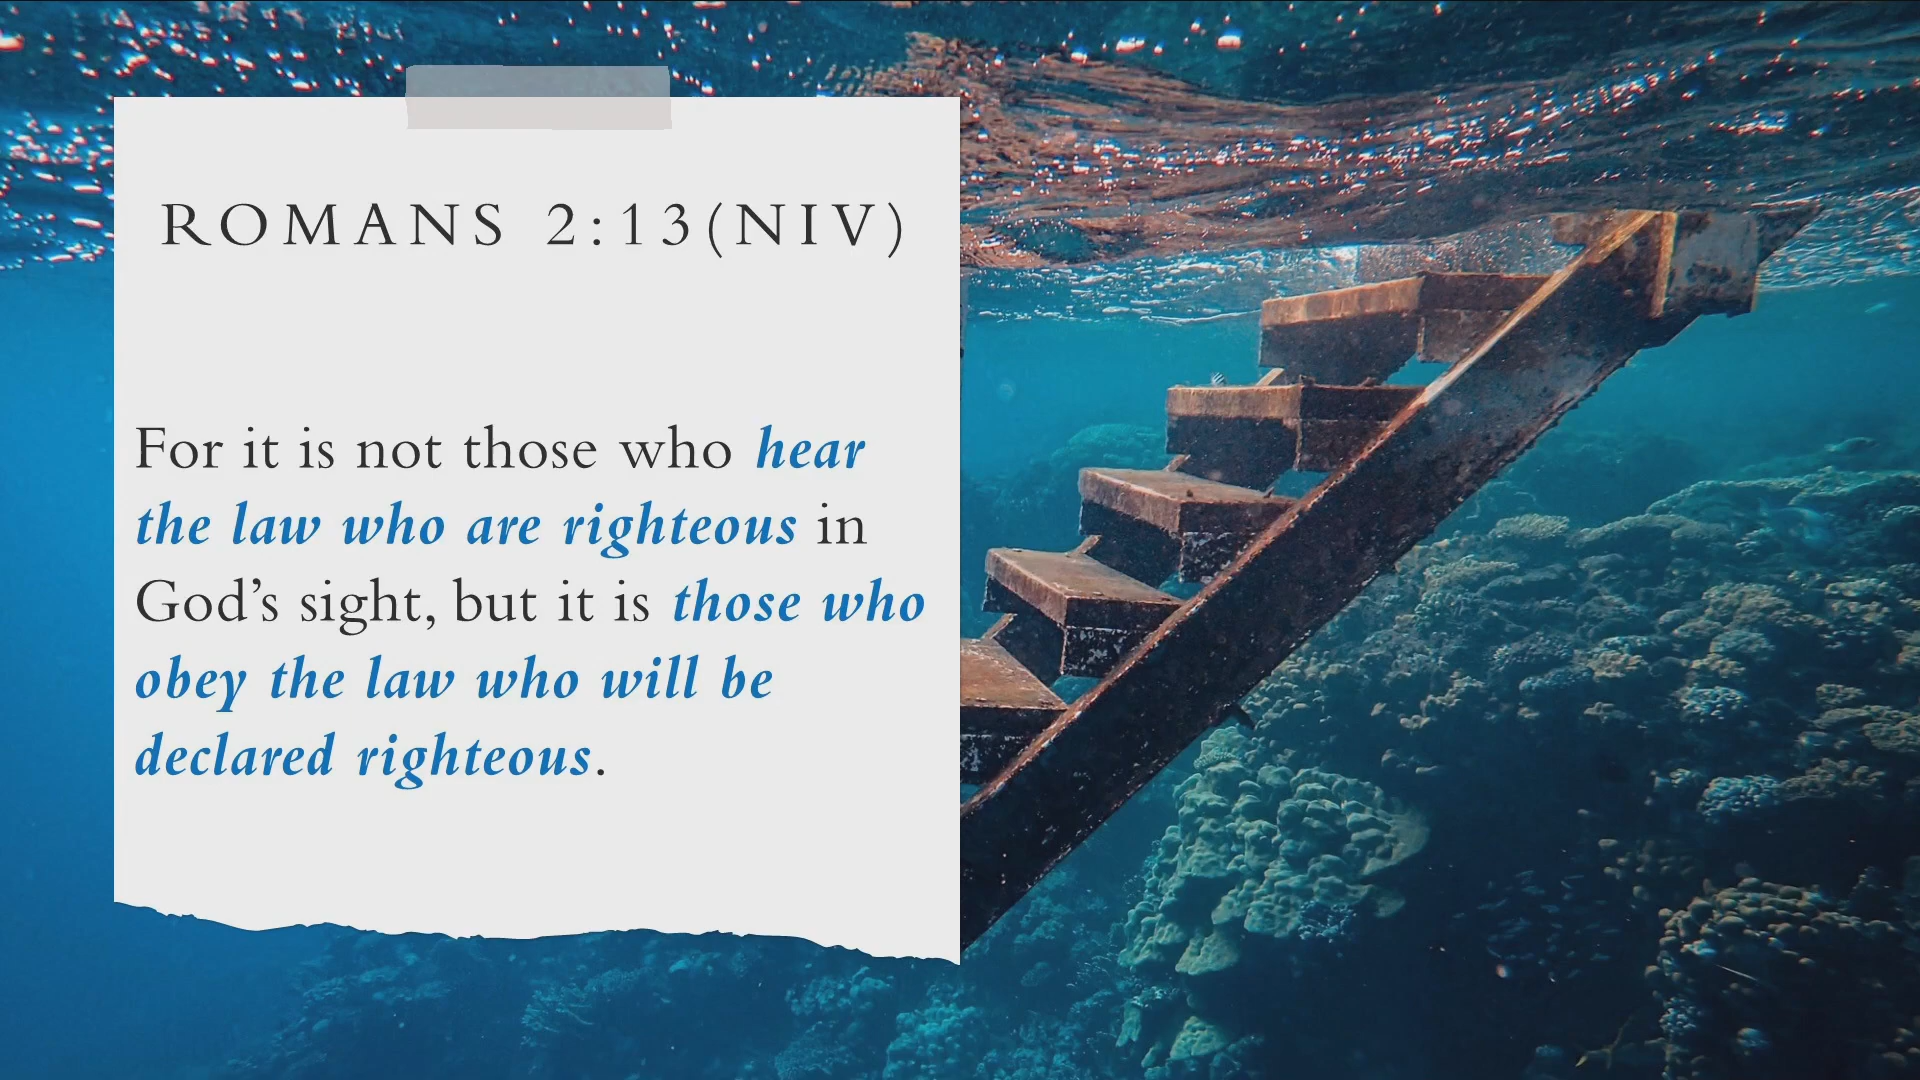 ROMANS 2:13(NIV)
For it is not those who hear
the law who are righteous in
God’s sight, but it is those who
obey the law who will be
declared righteous.